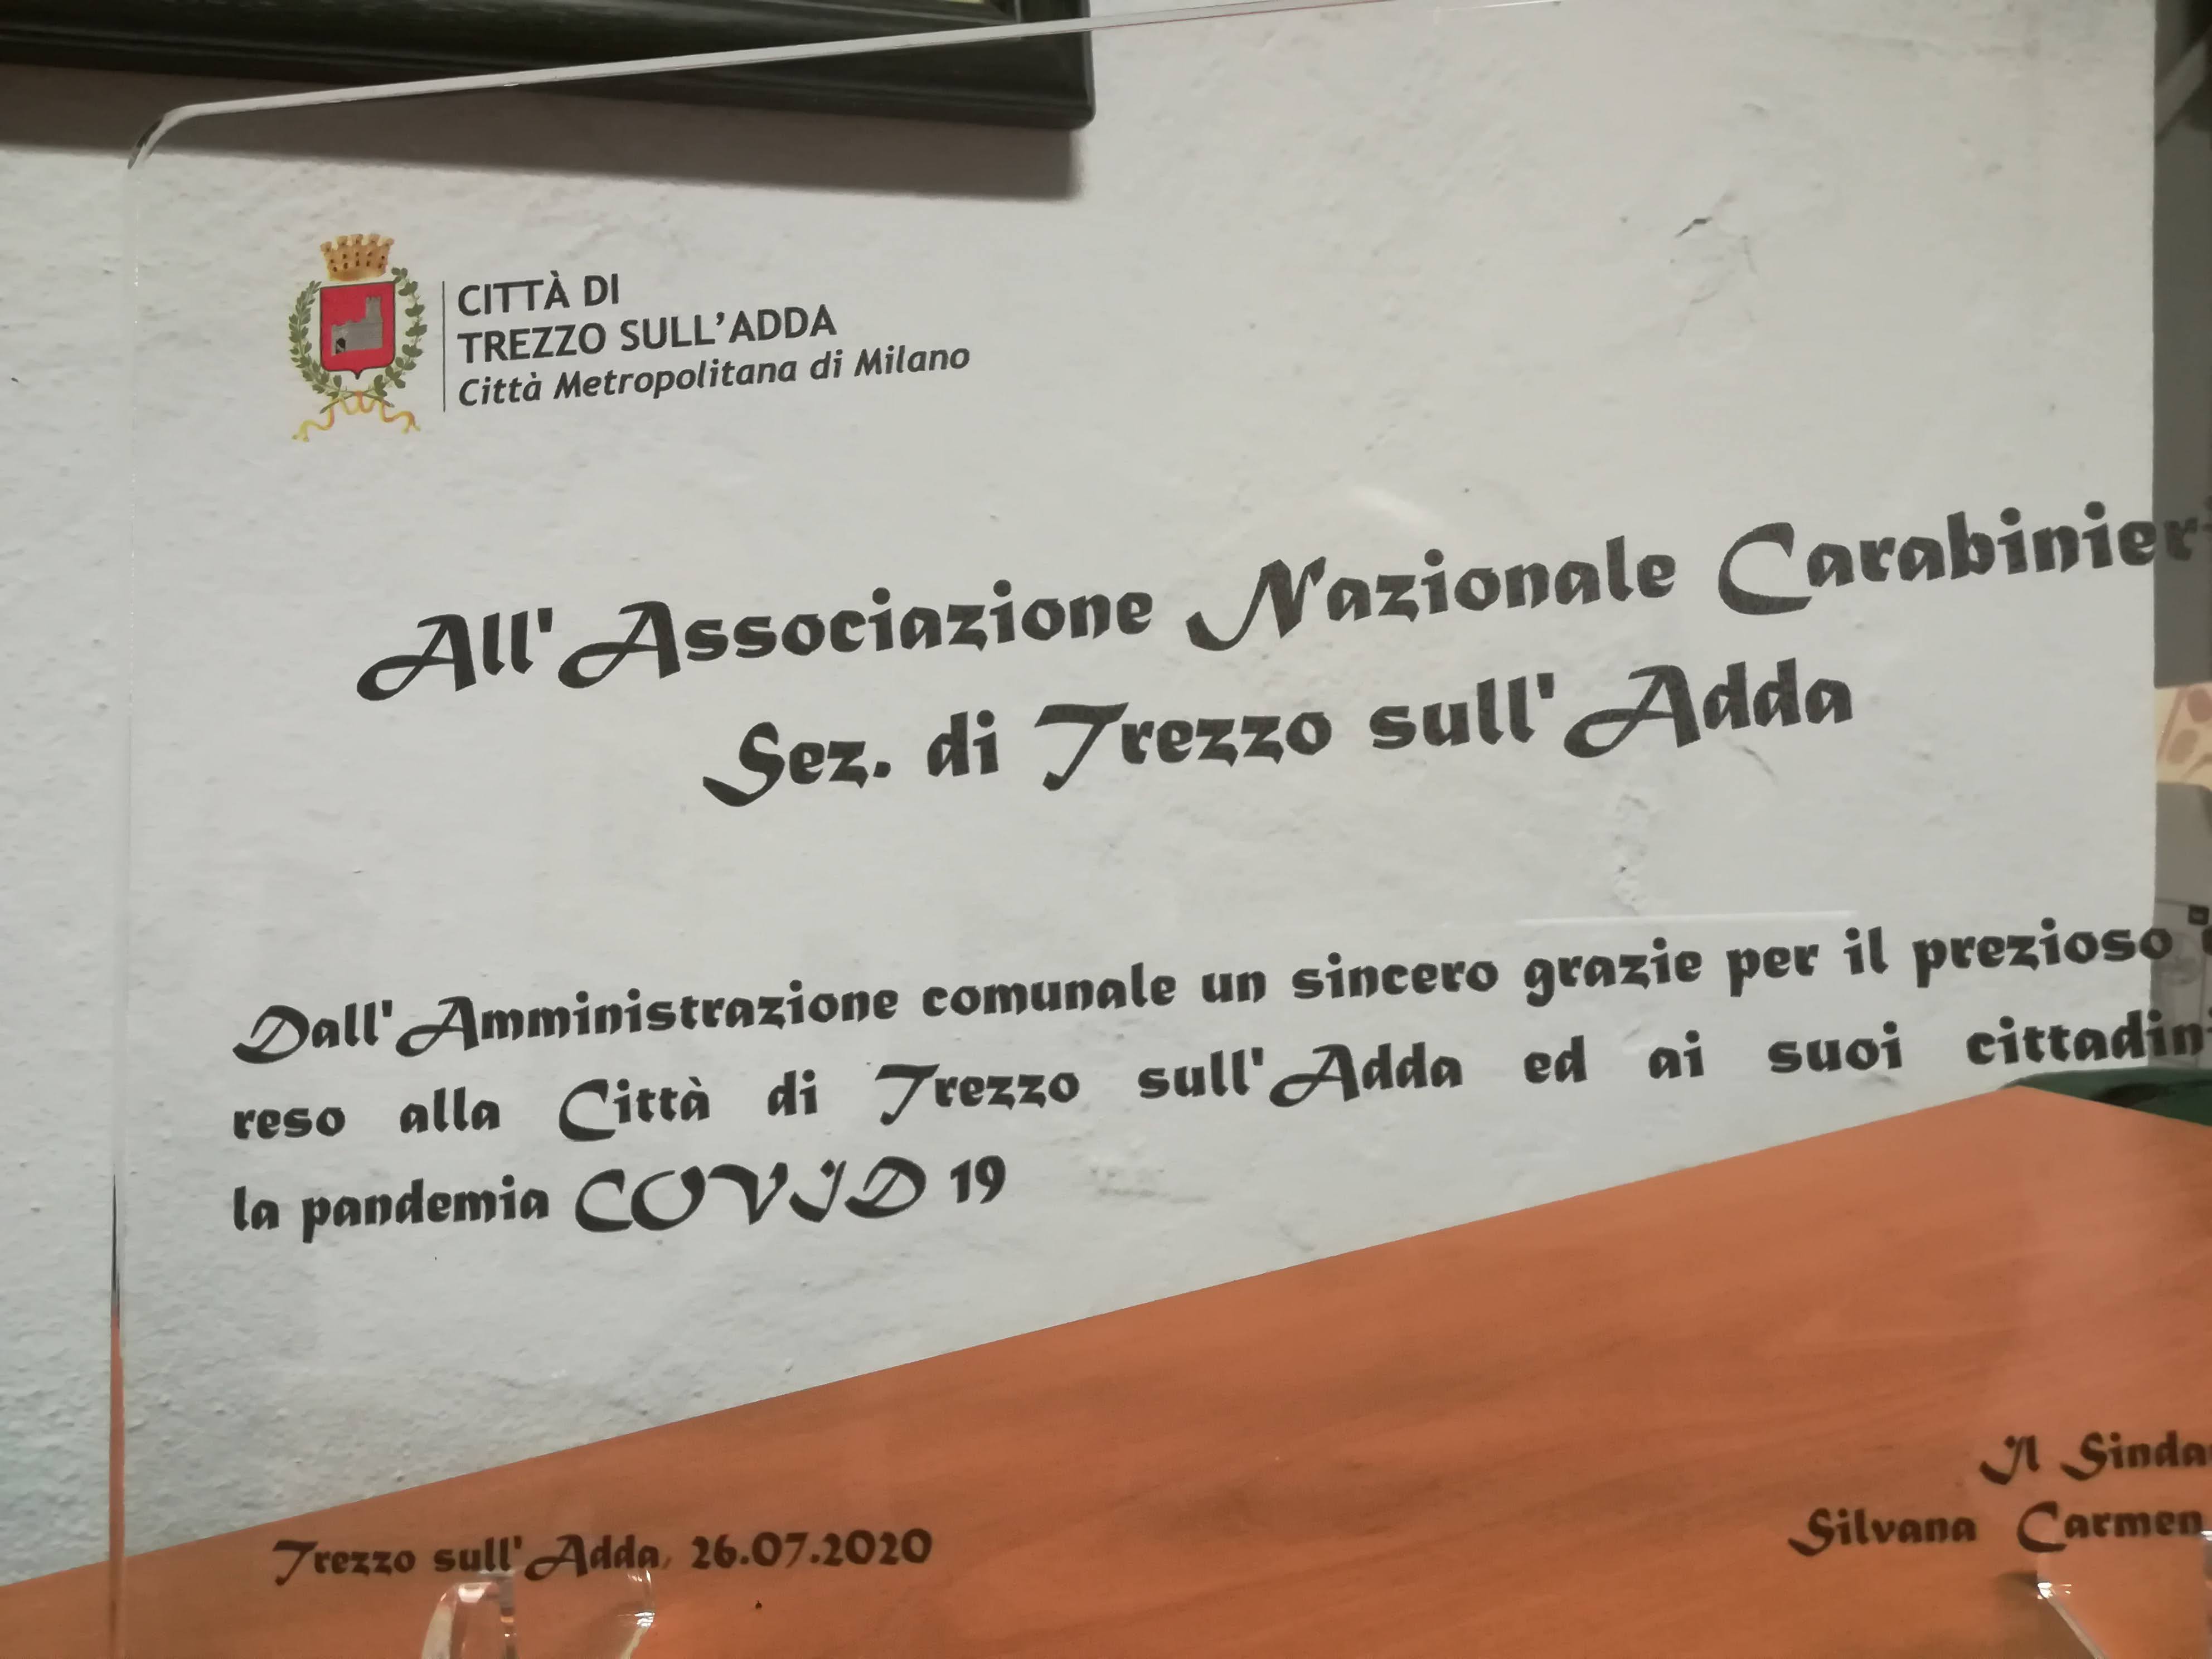 CITTÀ DI
TREZZO SULL'ADDA
Città Metropolitana di Milano
All'Associazione Nazionale Carabinieri
Sez. di Trezzo sull'Adda
Dall'Amministrazione comunale un sincero grazie per il prezioso
reso alla Città di Trezzo sull'Adda ed ai suoi cittadini
la pandemia COVID 19
Il Sinda
Silvana Carmen
Trezzo sull'Adda, 26.07.2020